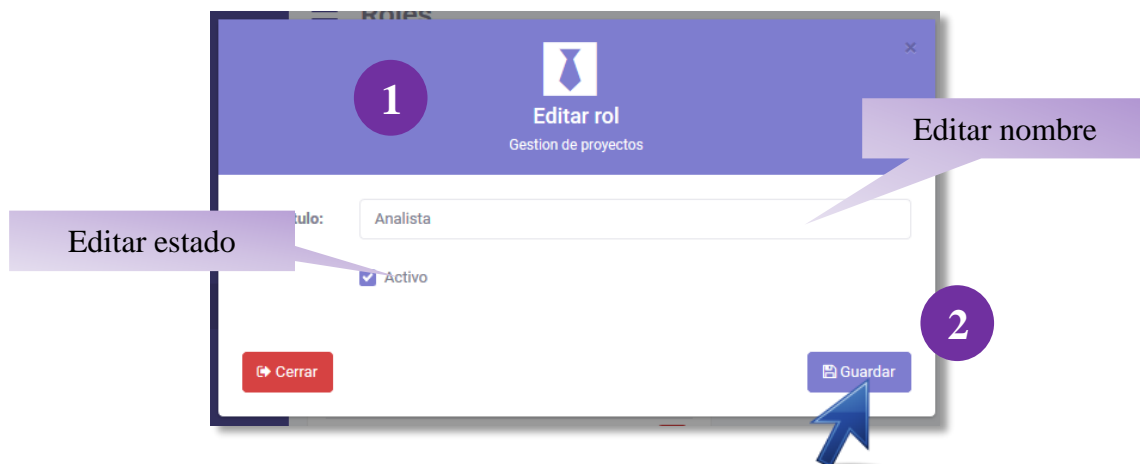 Roles
×
1
Editar rol
Gestion de proyectos
Editar nombre
tulo:
Analista
Editar estado
Activo
2
Cerrar
Guardar